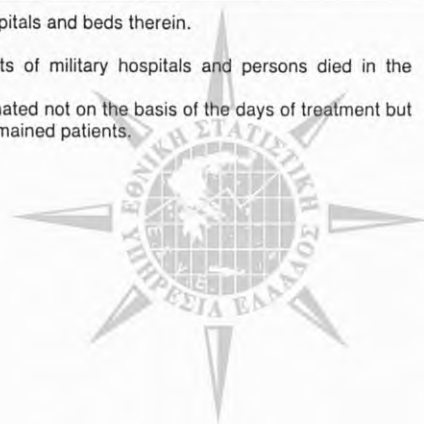 pitals and beds therein.
ts of military hospitals and persons died in the
nated not on the basis of the days of treatment but
mained patients.
ΕΘΝΙΚΗ ΣΤΑΤΙΣΤΙΚΗ
ΥΠΗΡΕΣΙΑ ΕΛΛΑΔΟΣ
Ε.Σ.Υ.Ε.